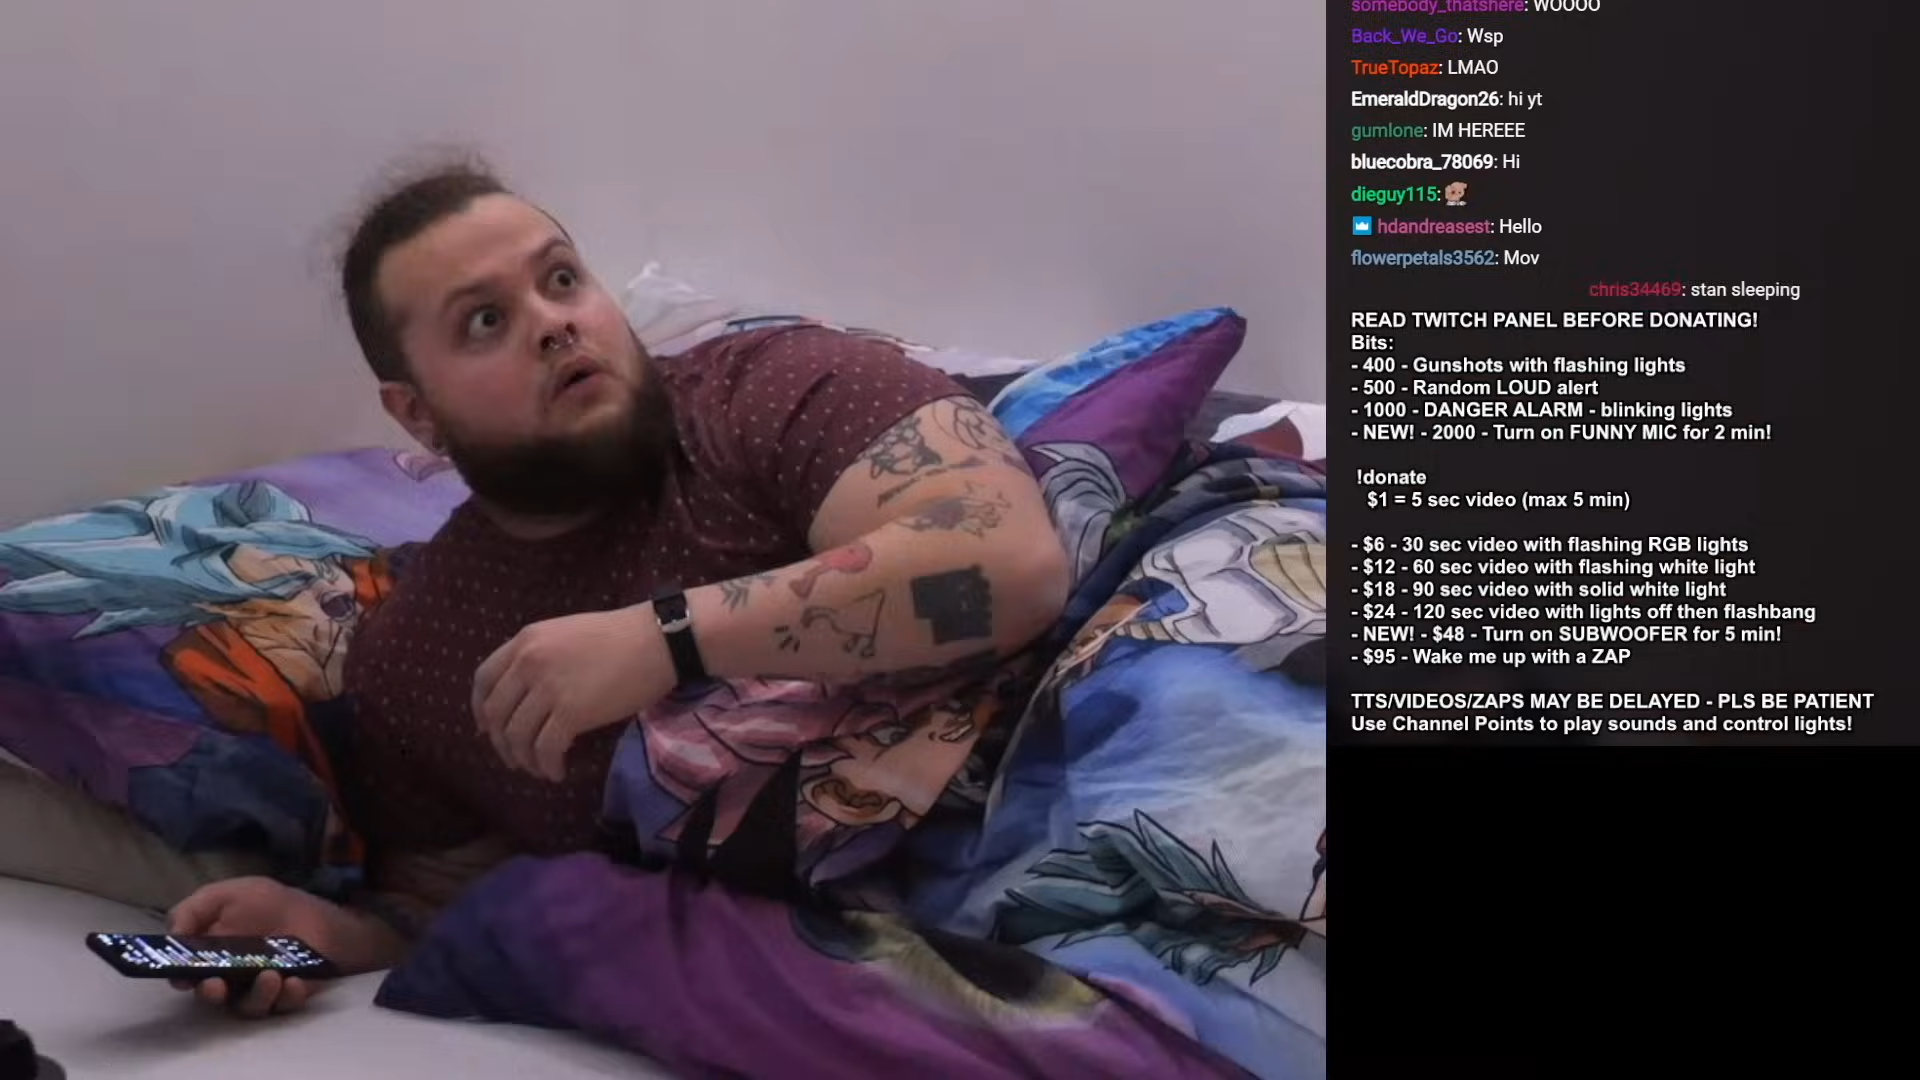 somebody_thatshere: WOOOO
Back_We_Go: Wsp
TrueTopaz: LMAO
EmeraldDragon26: hi yt
gumlone: IM HEREEE
bluecobra_78069: Hi
dieguy115:
hdandreasest: Hello
flowerpetals3562: Mov
chris34469: stan sleeping
READ TWITCH PANEL BEFORE DONATING!
Bits:
- 400 - Gunshots with flashing lights
- 500 - Random LOUD alert
- 1000 - DANGER ALARM - blinking lights
- NEW! - 2000 - Turn on FUNNY MIC for 2 min!
!donate
$1 = 5 sec video (max 5 min)
- $6 - 30 sec video with flashing RGB lights
- $12 - 60 sec video with flashing white light
- $18 - 90 sec video with solid white light
- $24 - 120 sec video with lights off then flashbang
- NEW! - $48 - Turn on SUBWOOFER for 5 min!
- $95 - Wake me up with a ZAP
TTS/VIDEOS/ZAPS MAY BE DELAYED - PLS BE PATIENT
Use Channel Points to play sounds and control lights!